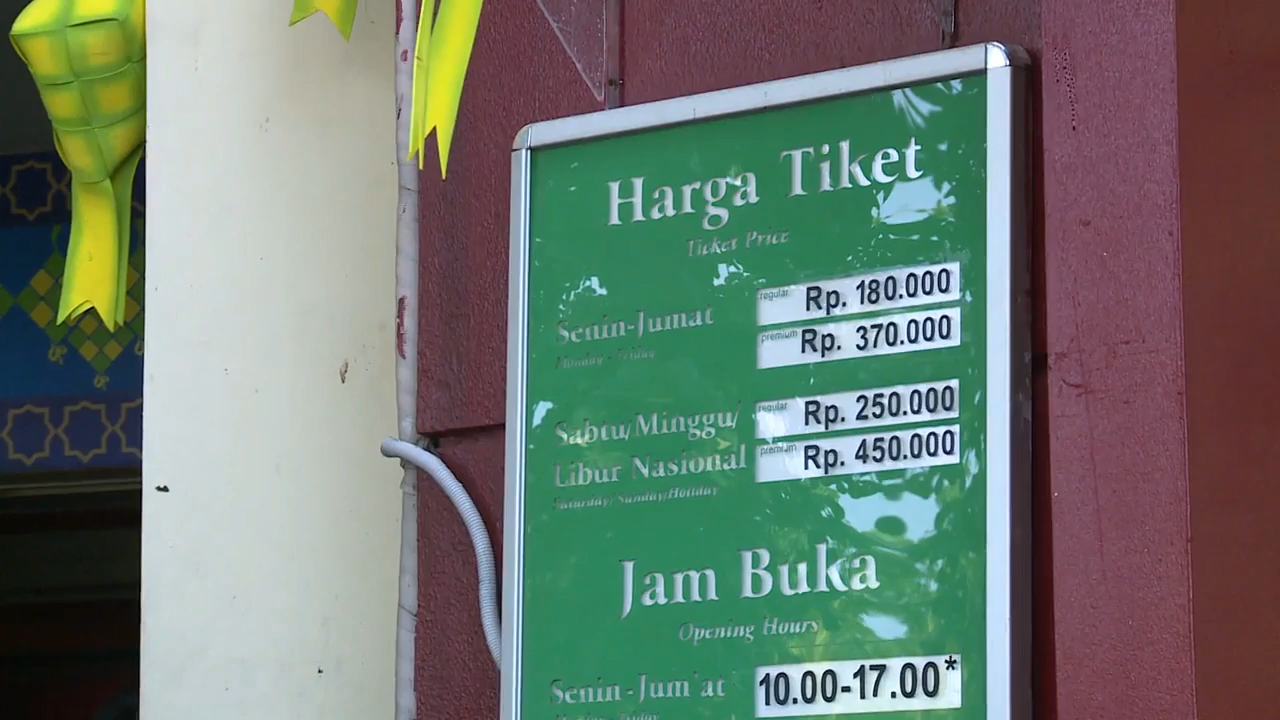 Harga Tiket
Ticket Price
Senin-Jumat
Monday - Friday
regular Rp. 180.000
premium Rp. 370.000
Sabtu/Minggu/
Libur Nasional
Saturday/Sunday/Holiday
regular Rp. 250.000
premium Rp. 450.000
Jam Buka
Opening Hours
Senin-Jum'at 10.00-17.00*